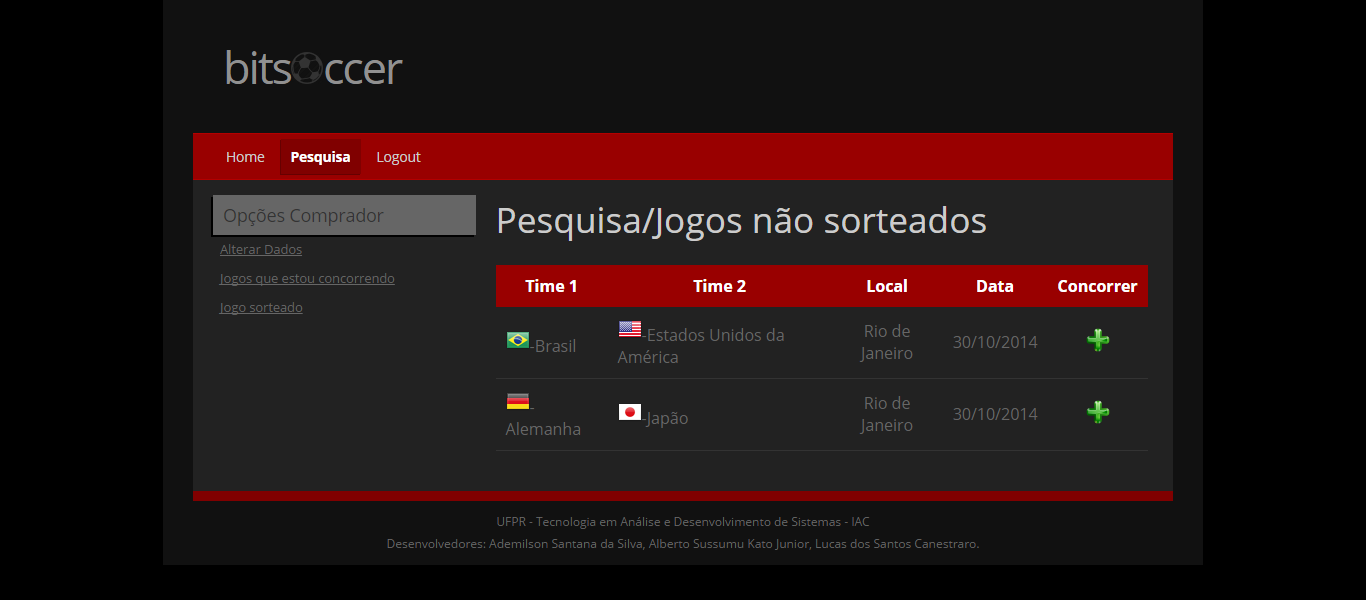 bitsoccer
Home Pesquisa Logout
Opções Comprador
Alterar Dados
Jogos que estou concorrendo
Jogo sorteado
Pesquisa/Jogos não sorteados
Time 1 Time 2 Local Data Concorrer
-Brasil
-Estados Unidos da
América
Rio de
Janeiro
30/10/2014
-
Alemanha
-Japão
Rio de
Janeiro
30/10/2014
UFPR - Tecnologia em Análise e Desenvolvimento de Sistemas - IAC
Desenvolvedores: Ademilson Santana da Silva, Alberto Sussumu Kato Junior, Lucas dos Santos Canestraro.